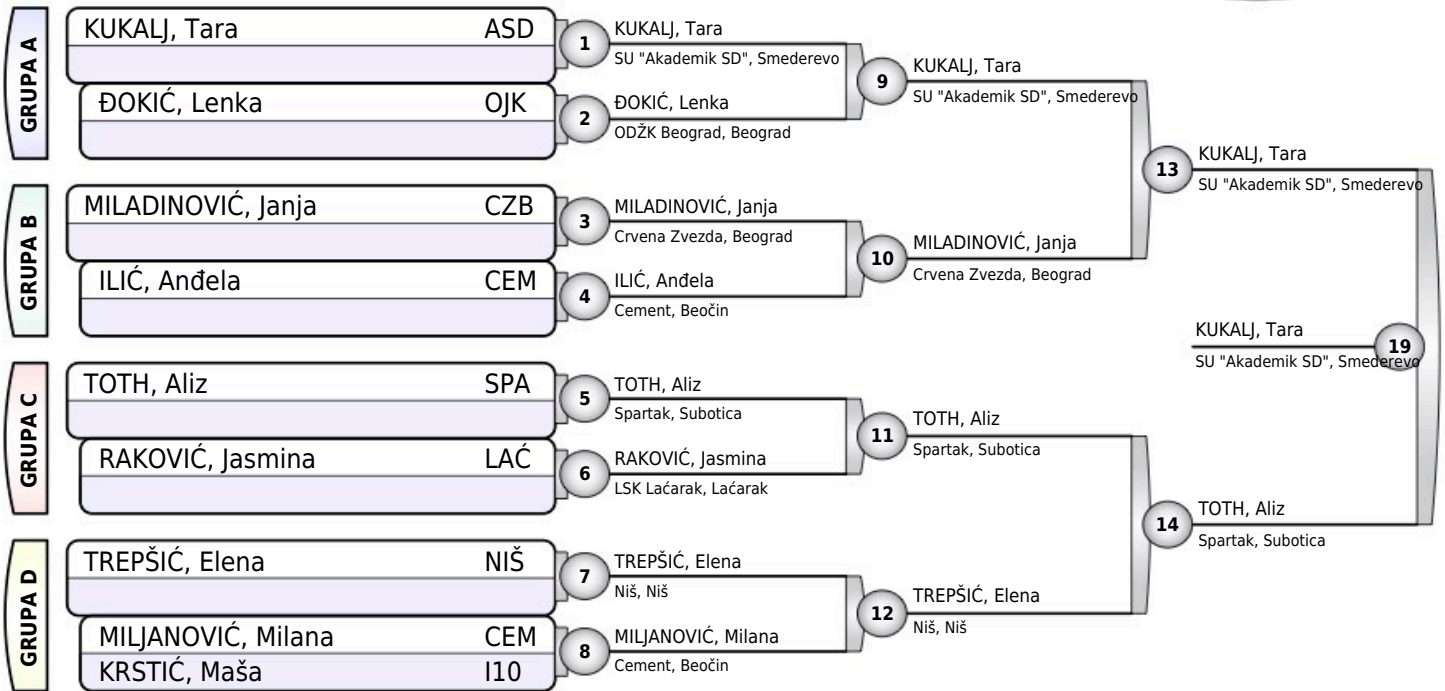 GRUPA A
KUKALJ, Tara ASD
ĐOKIĆ, Lenka OJK
1
KUKALJ, Tara
SU "Akademik SD", Smederevo
2
ĐOKIĆ, Lenka
ODŽK Beograd, Beograd
9
KUKALJ, Tara
SU "Akademik SD", Smederevo
GRUPA B
MILADINOVIĆ, Janja CZB
ILIĆ, Anđela CEM
3
MILADINOVIĆ, Janja
Crvena Zvezda, Beograd
4
ILIĆ, Anđela
Cement, Beočin
10
MILADINOVIĆ, Janja
Crvena Zvezda, Beograd
13
KUKALJ, Tara
SU "Akademik SD", Smederevo
GRUPA C
TOTH, Aliz SPA
RAKOVIĆ, Jasmina LAĆ
5
TOTH, Aliz
Spartak, Subotica
6
RAKOVIĆ, Jasmina
LSK Laćarak, Laćarak
11
TOTH, Aliz
Spartak, Subotica
GRUPA D
TREPŠIĆ, Elena NIŠ
MILJANOVIĆ, Milana CEM
KRSTIĆ, Maša I10
7
TREPŠIĆ, Elena
Niš, Niš
8
MILJANOVIĆ, Milana
Cement, Beočin
12
TREPŠIĆ, Elena
Niš, Niš
14
TOTH, Aliz
Spartak, Subotica
19
KUKALJ, Tara
SU "Akademik SD", Smederevo